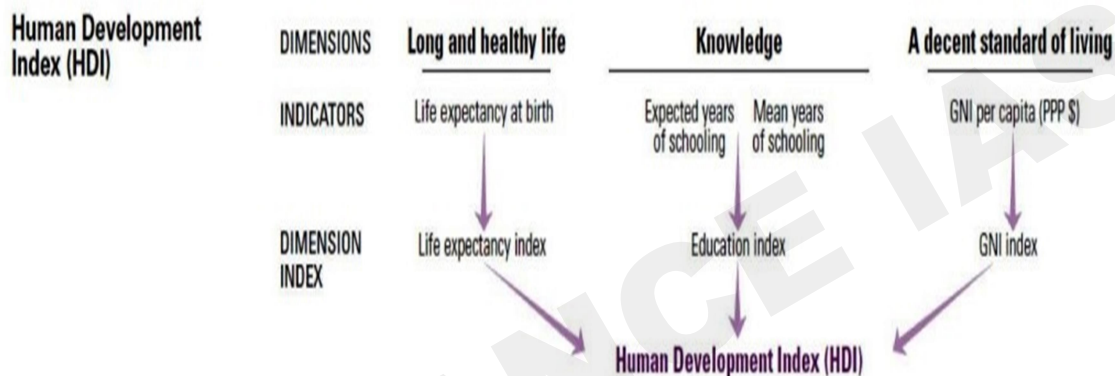 Human Development
Index (HDI)
DIMENSIONS
Long and healthy life
Knowledge
A decent standard of living
INDICATORS
Life expectancy at birth
Expected years
of schooling
Mean years
of schooling
GNI per capita (PPP $)
DIMENSION
INDEX
Life expectancy index
Education index
GNI index
Human Development Index (HDI)
NCE IAS